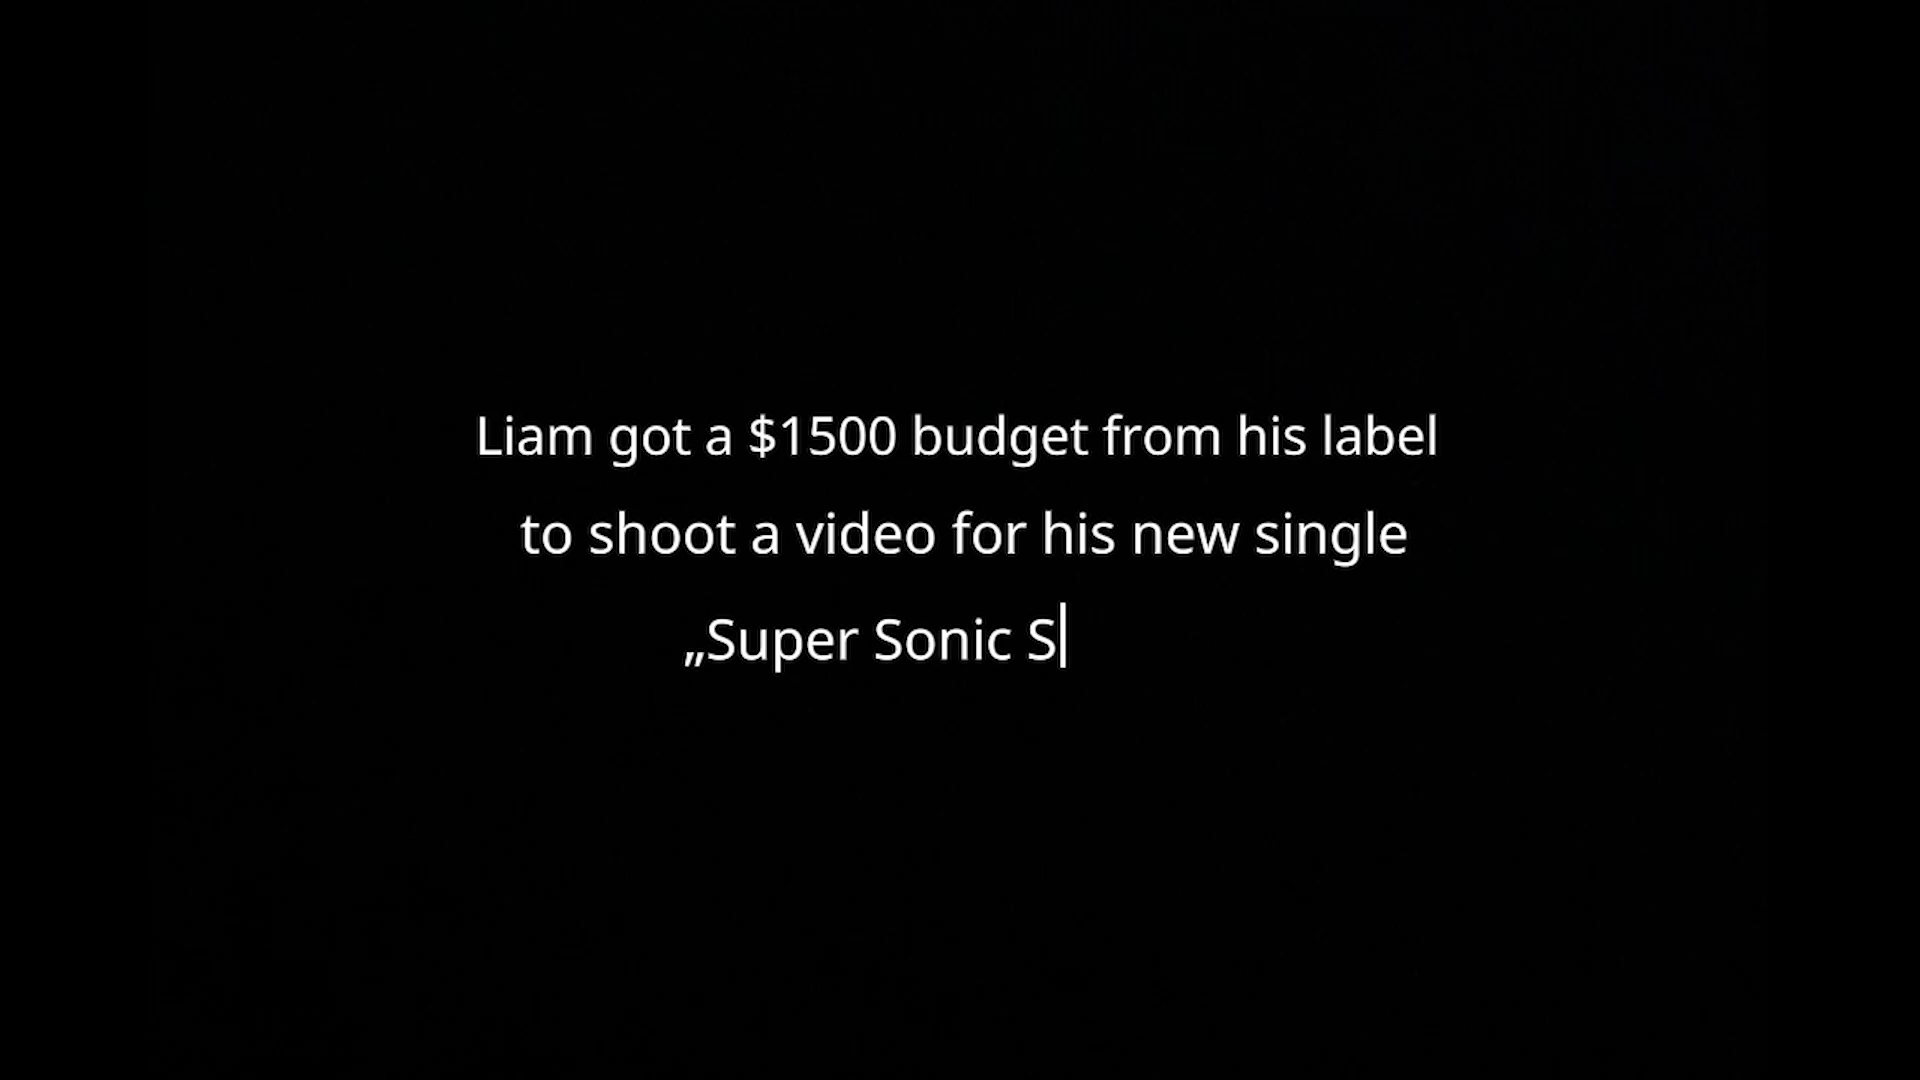 Liam got a $1500 budget from his label
to shoot a video for his new single
„Super Sonic S